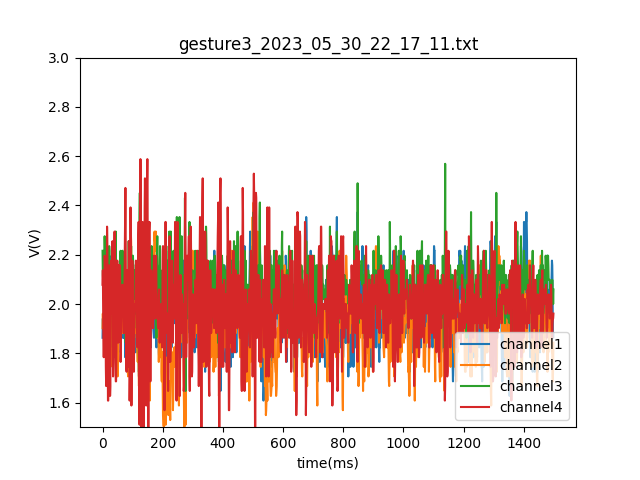 gesture3_2023_05_30_22_17_11.txt
3.0
2.8
2.6
2.4
2.2
2.0
1.8
1.6
V(V)
0 200 400 600 800 1000 1200 1400
time(ms)
channel1
channel2
channel3
channel4